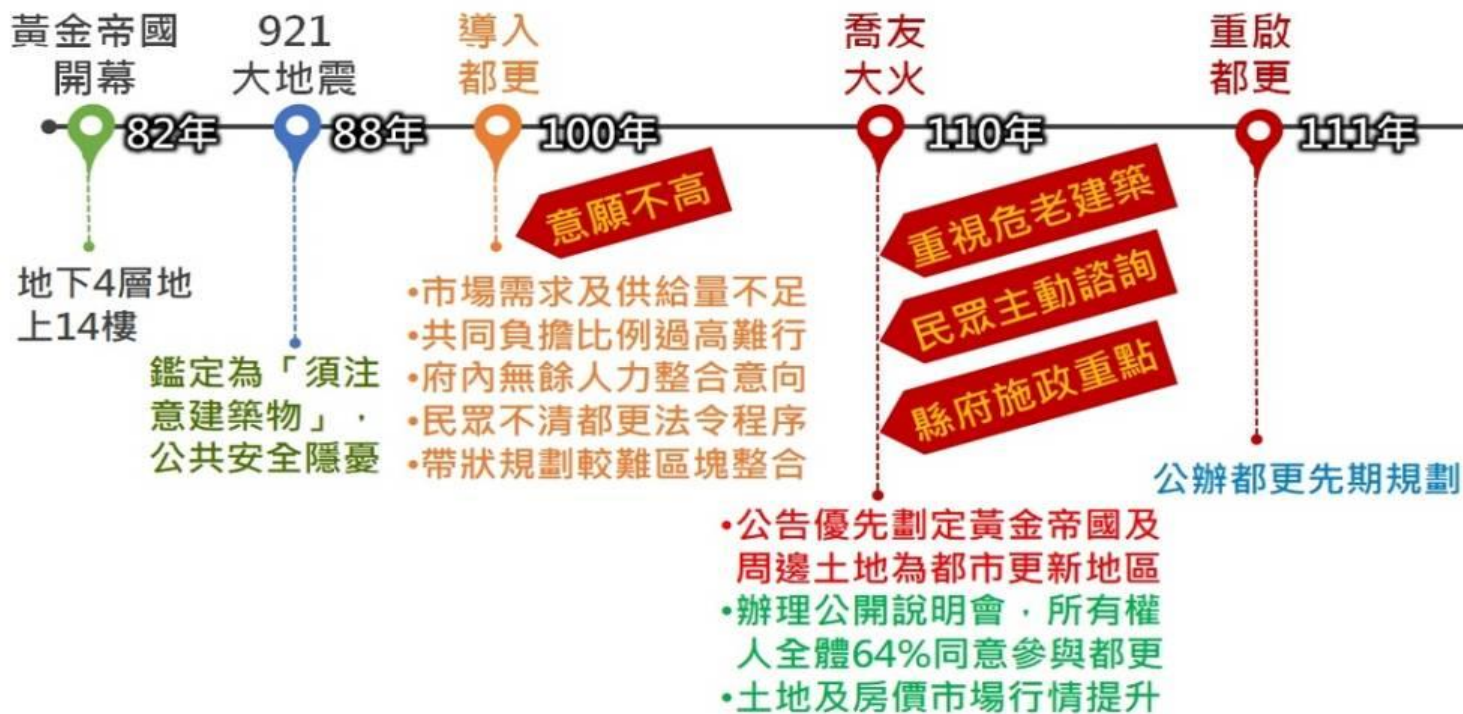 黃金帝國
開幕
921
大地震
導入
都更
喬友
大火
重啟
都更
82年
88年
100年
110年
111年
意願不高
重視危老建築
民眾主動諮詢
縣府施政重點
地下4層地
上14樓
鑑定為「須注
意建築物」，
公共安全隱憂
•市場需求及供給量不足
•共同負擔比例過高難行
•府內無餘人力整合意向
•民眾不清都更法令程序
•帶狀規劃較難區塊整合
•公告優先劃定黃金帝國及
周邊土地為都市更新地區
•辦理公開說明會，所有權
人全體64%同意參與都更
•土地及房價市場行情提升
公辦都更先期規劃